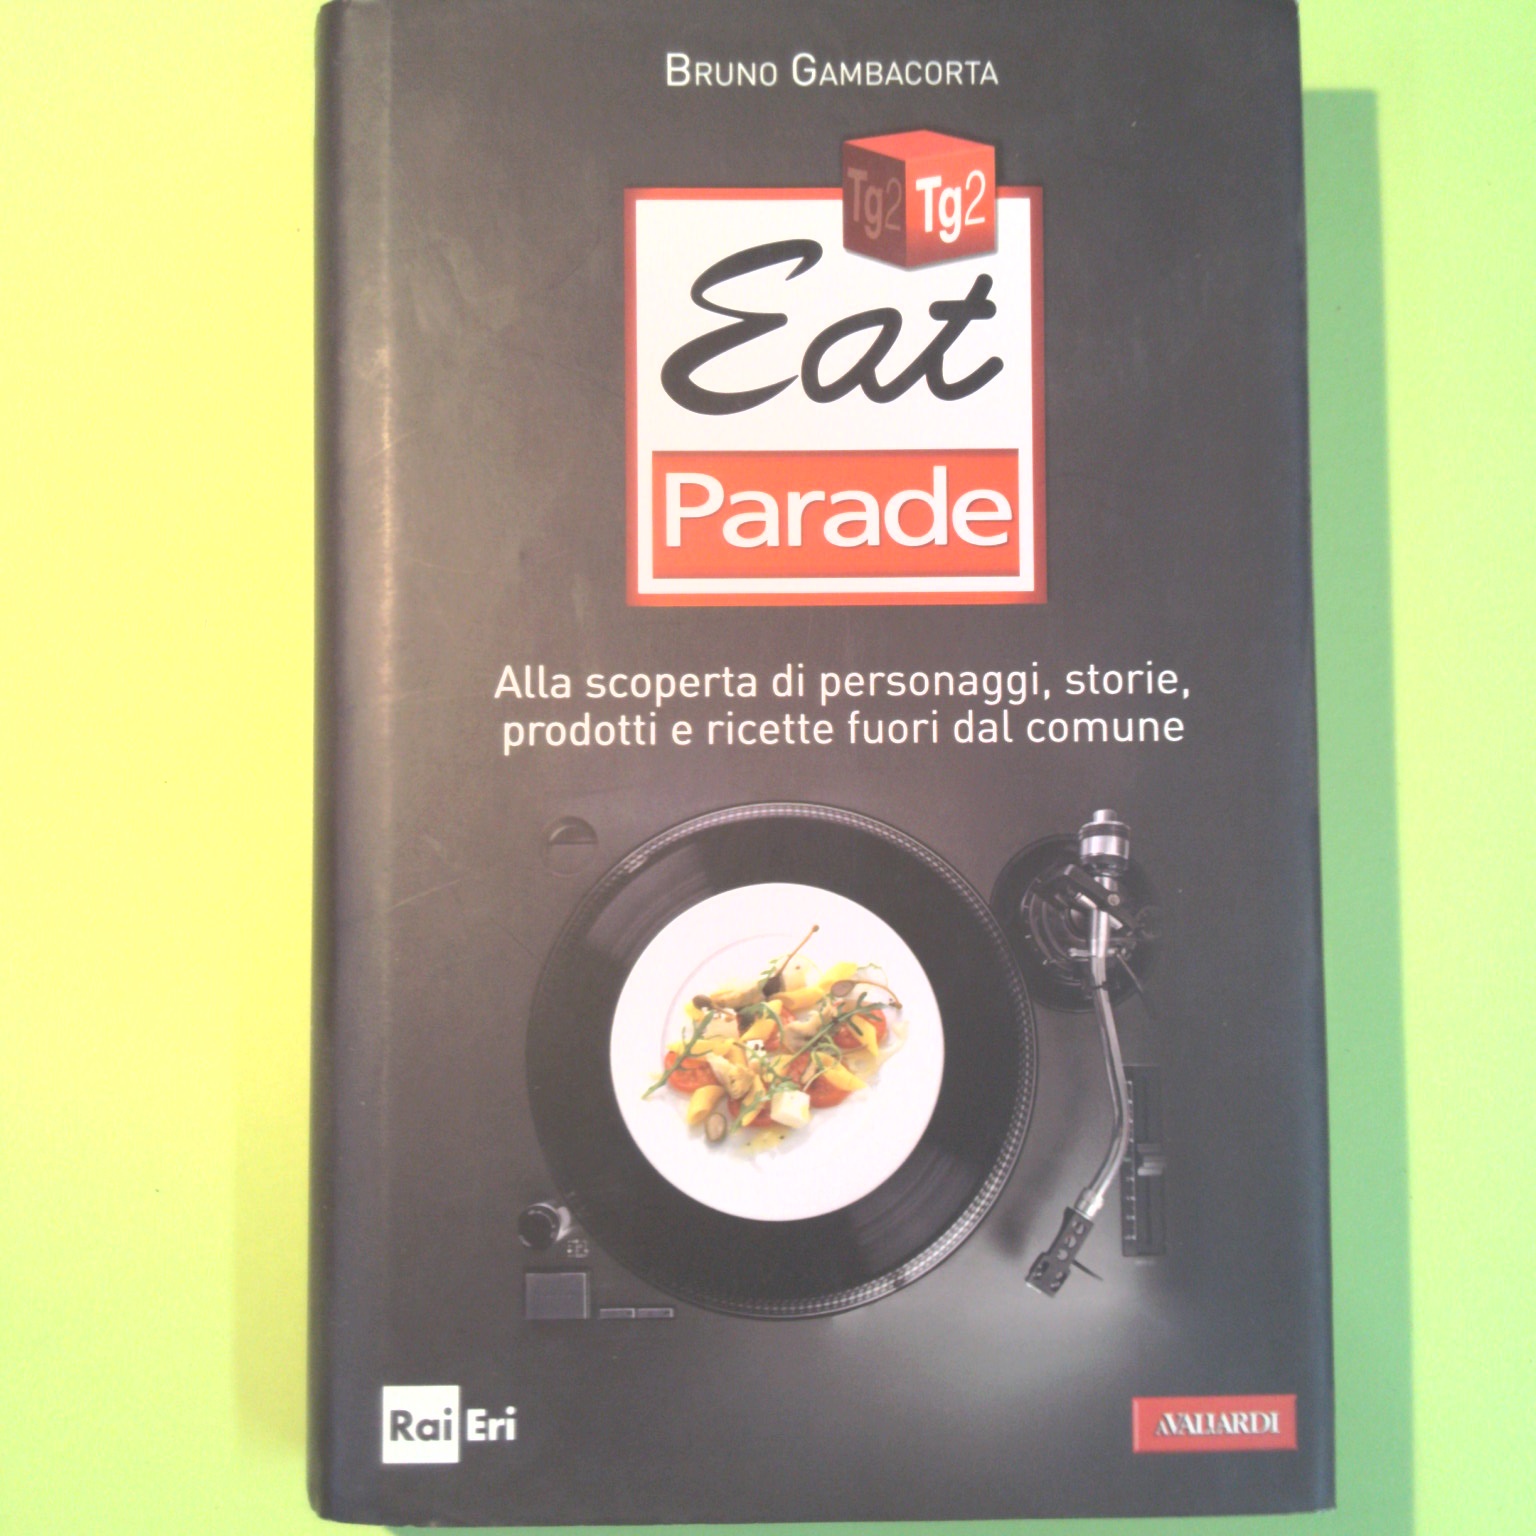 BRUNO GAMBACORTA
Tg2 Tg2
Eat
Parade
Alla scoperta di personaggi, storie,
prodotti e ricette fuori dal comune
Rai Eri
A.VALLARDI